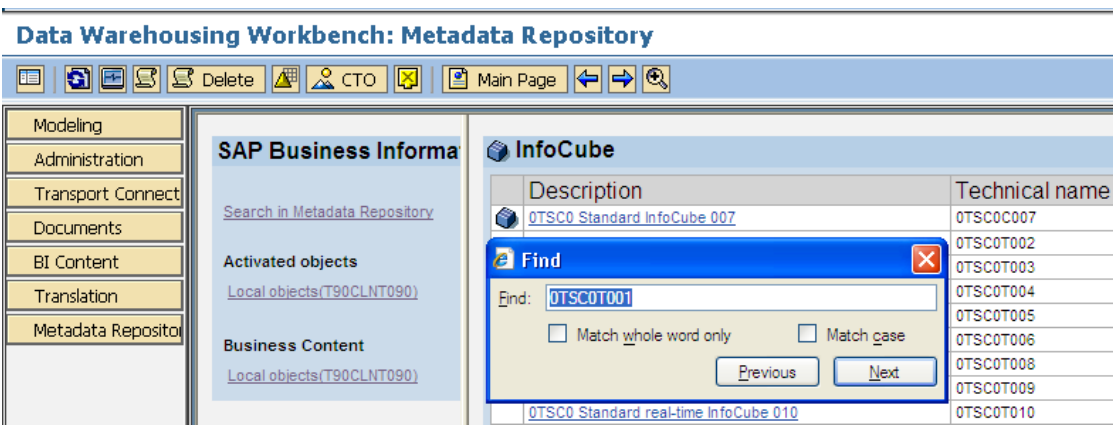 Data Warehousing Workbench: Metadata Repository
Delete CTO Main Page
Modeling
Administration
Transport Connect
Documents
BI Content
Translation
Metadata Reposito
SAP Business Informa
Search in Metadata Repository
Activated objects
Local objects(T90CLNT090)
Business Content
Local objects(T90CLNT090)
InfoCube
Description Technical name
0TSC0 Standard InfoCube 007 0TSC0C007
0TSC0T002
0TSC0T003
0TSC0T004
0TSC0T005
0TSC0T006
0TSC0T008
0TSC0T009
0TSC0 Standard real-time InfoCube 010 0TSC0T010
Find
Find: 0TSC0T001
Match whole word only Match case
Previous Next